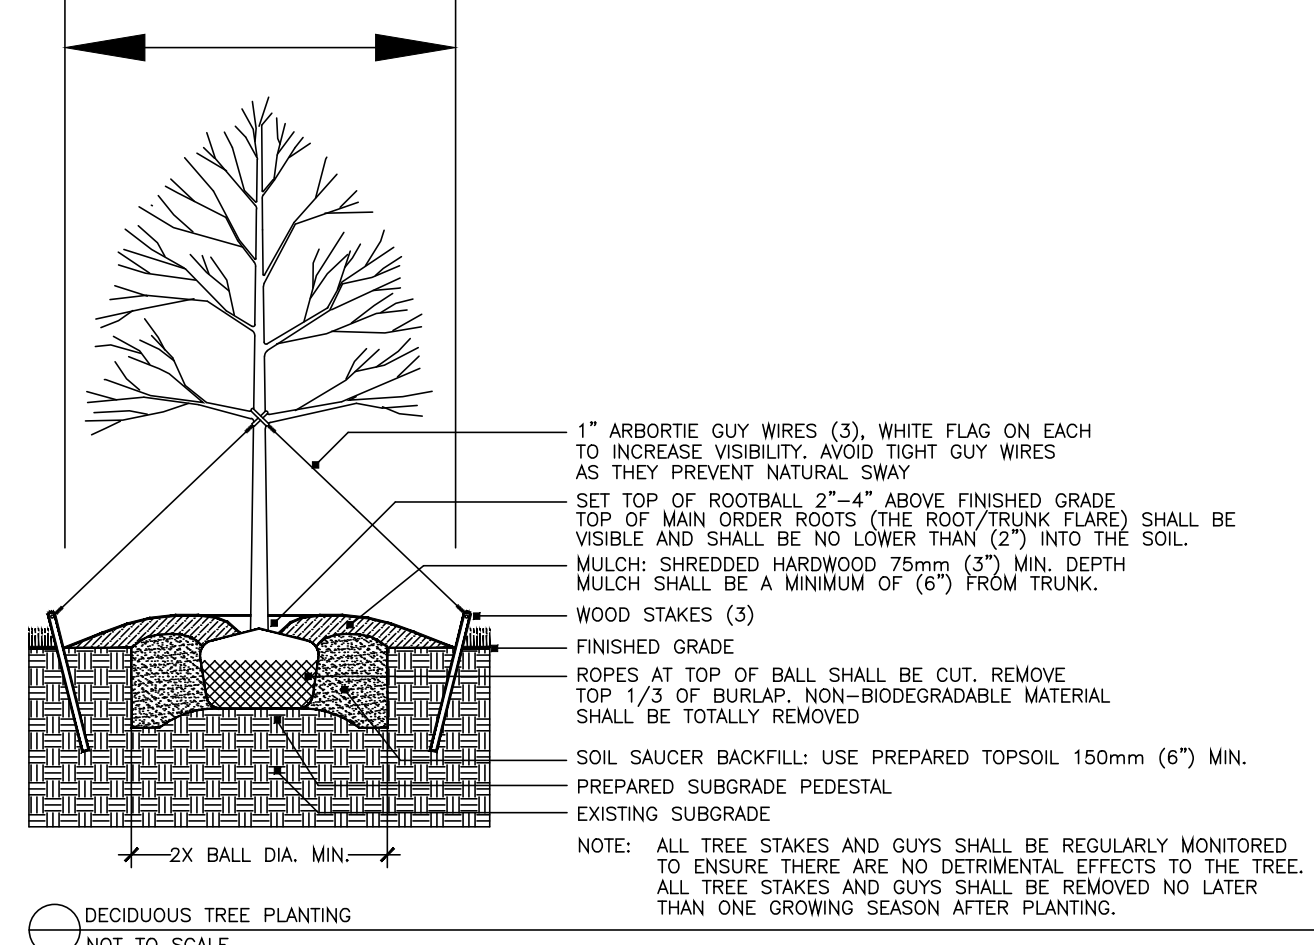 1” ARBORTIE GUY WIRES (3), WHITE FLAG ON EACH
TO INCREASE VISIBILITY. AVOID TIGHT GUY WIRES
AS THEY PREVENT NATURAL SWAY
SET TOP OF ROOTBALL 2”–4” ABOVE FINISHED GRADE
TOP OF MAIN ORDER ROOTS (THE ROOT/TRUNK FLARE) SHALL BE
VISIBLE AND SHALL BE NO LOWER THAN (2”) INTO THE SOIL.
MULCH: SHREDDED HARDWOOD 75mm (3”) MIN. DEPTH
MULCH SHALL BE A MINIMUM OF (6”) FROM TRUNK.
WOOD STAKES (3)
FINISHED GRADE
ROPES AT TOP OF BALL SHALL BE CUT. REMOVE
TOP 1/3 OF BURLAP. NON–BIODEGRADABLE MATERIAL
SHALL BE TOTALLY REMOVED
SOIL SAUCER BACKFILL: USE PREPARED TOPSOIL 150mm (6”) MIN.
PREPARED SUBGRADE PEDESTAL
EXISTING SUBGRADE
2X BALL DIA. MIN.
NOTE: ALL TREE STAKES AND GUYS SHALL BE REGULARLY MONITORED
TO ENSURE THERE ARE NO DETRIMENTAL EFFECTS TO THE TREE.
ALL TREE STAKES AND GUYS SHALL BE REMOVED NO LATER
THAN ONE GROWING SEASON AFTER PLANTING.
DECIDUOUS TREE PLANTING
NOT TO SCALE